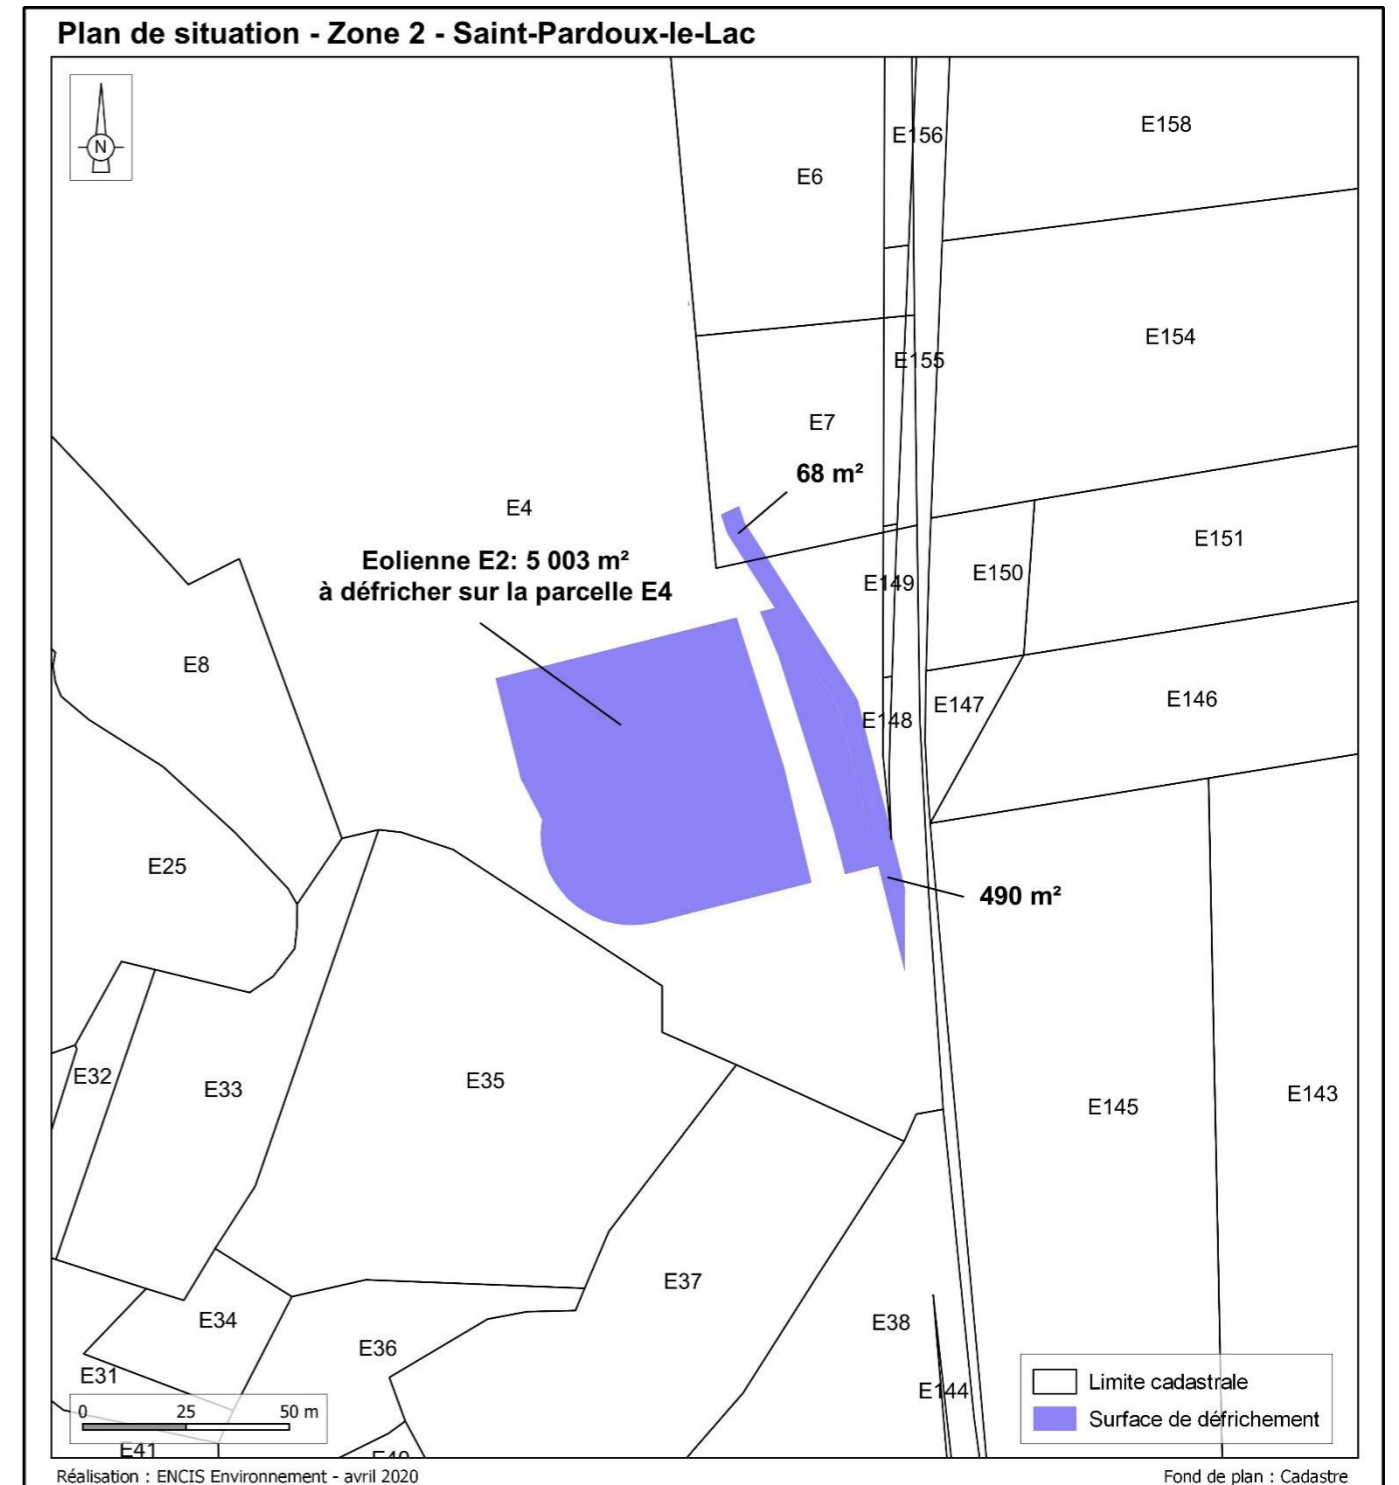 Plan de situation - Zone 2 - Saint-Pardoux-le-Lac
N
E156
E158
E6
E154
E155
E7
68 m²
E4
E151
Eolienne E2: 5 003 m²
à défricher sur la parcelle E4
E150
E149
E8
E147
E146
E148
E25
490 m²
E32
E33
E35
E145
E143
E37
E34
E38
E36
E31
E144
Limite cadastrale
Surface de défrichement
0 25 50 m
E41
E40
Réalisation : ENCIS Environnement - avril 2020
Fond de plan : Cadastre